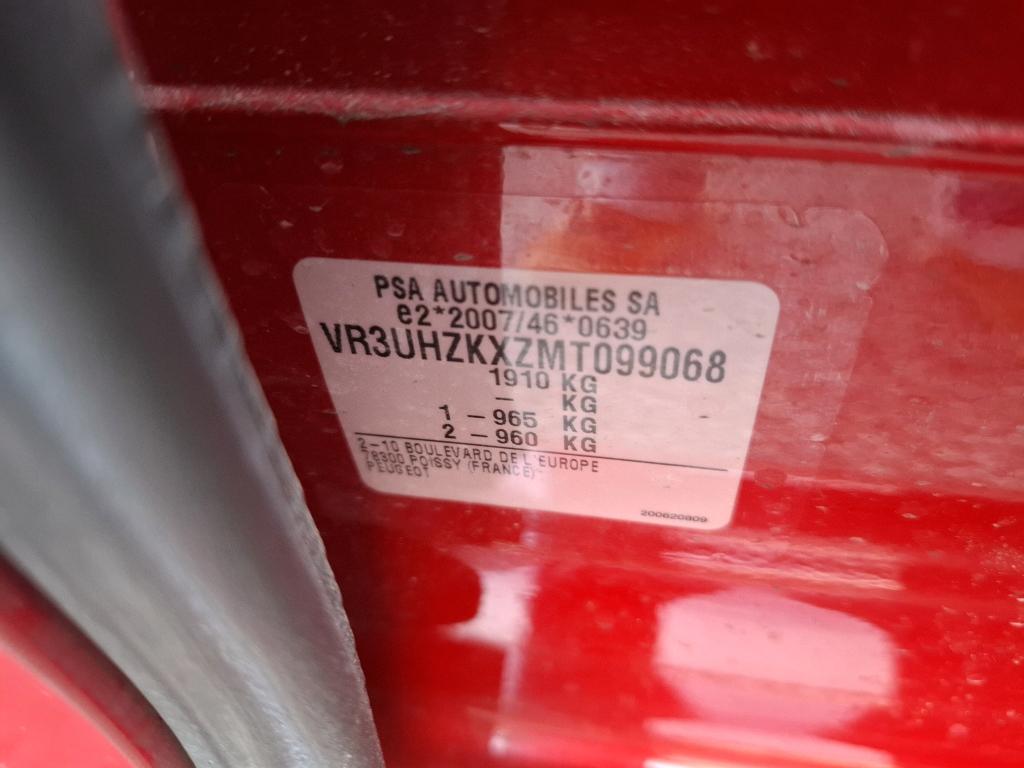 PSA AUTOMOBILES SA
e2*2007/46*0639
VR3UHZKXZMT099068
1910 KG
– KG
1 – 965 KG
2 – 960 KG
2–10 BOULEVARD DE L'EUROPE
78300 POISSY (FRANCE)
PEUGEOT
200620809